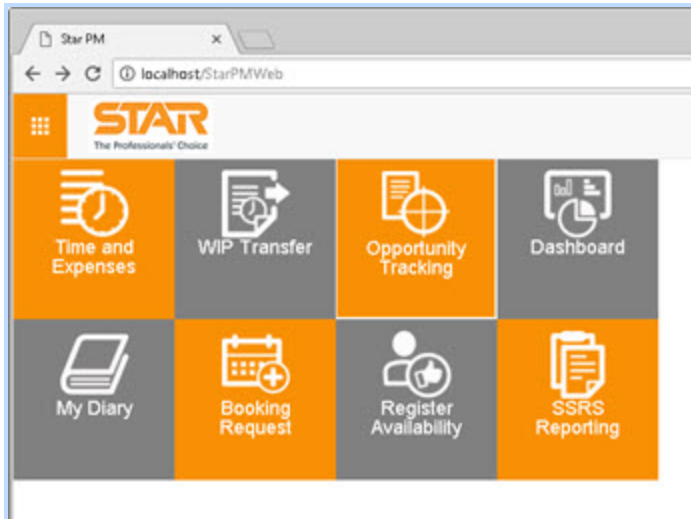 Star PM
localhost/StarPMWeb
STAR
The Professionals' Choice
Time and
Expenses
WIP Transfer
Opportunity
Tracking
Dashboard
My Diary
Booking
Request
Register
Availability
SSRS
Reporting